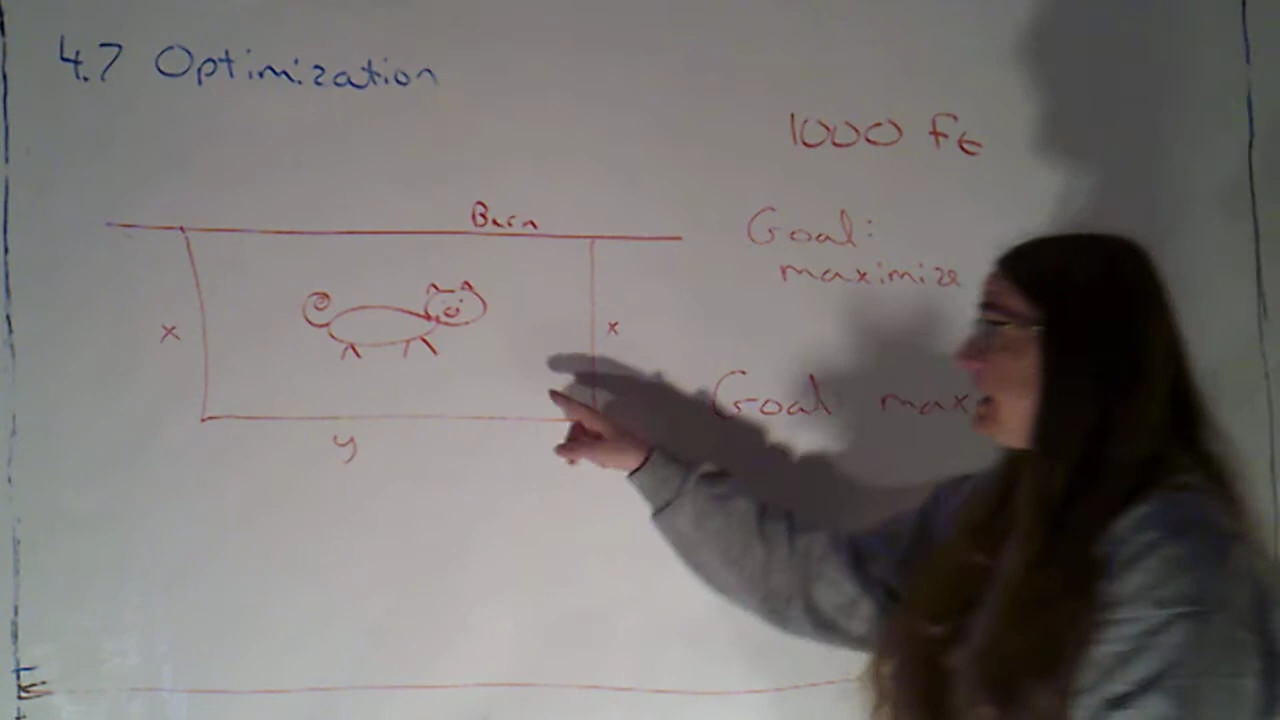 4.7 Optimization
1000 ft
Barn
Goal:
maximize
x
x
Goal max
y